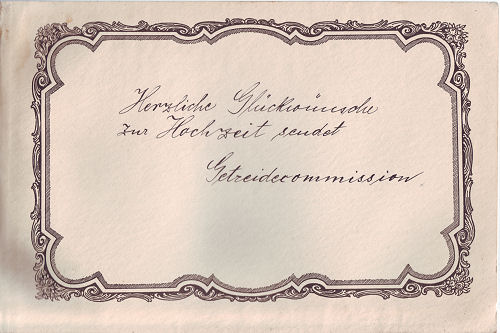 Herzliche Glückwünsche
zur Hochzeit sendet
Getreidecommission